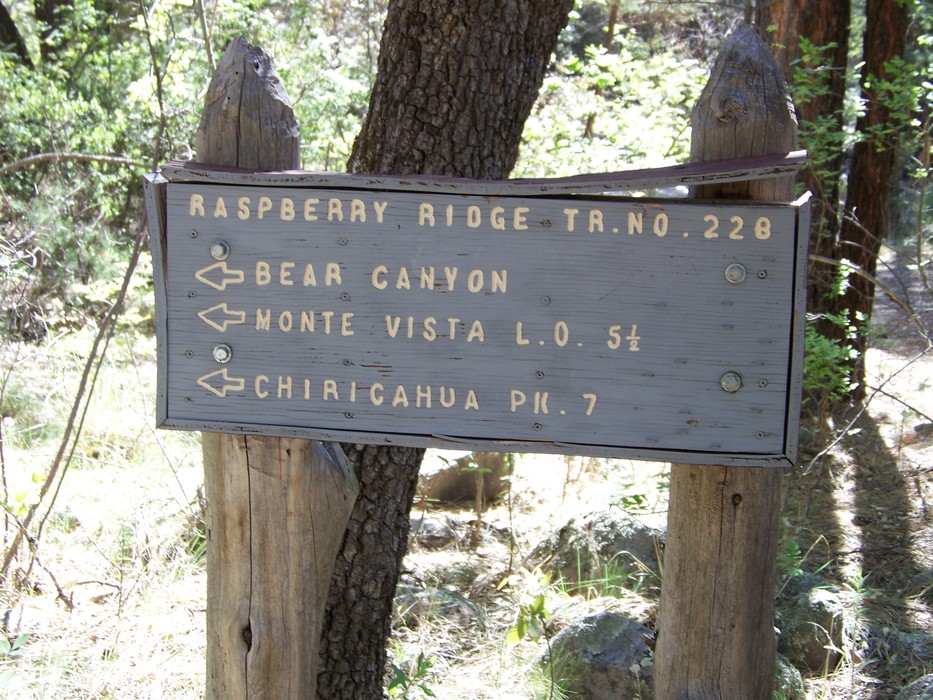 RASPBERRY RIDGE TR.NO.228
BEAR CANYON
MONTE VISTA L.O. 5½
CHIRICAHUA PK. 7